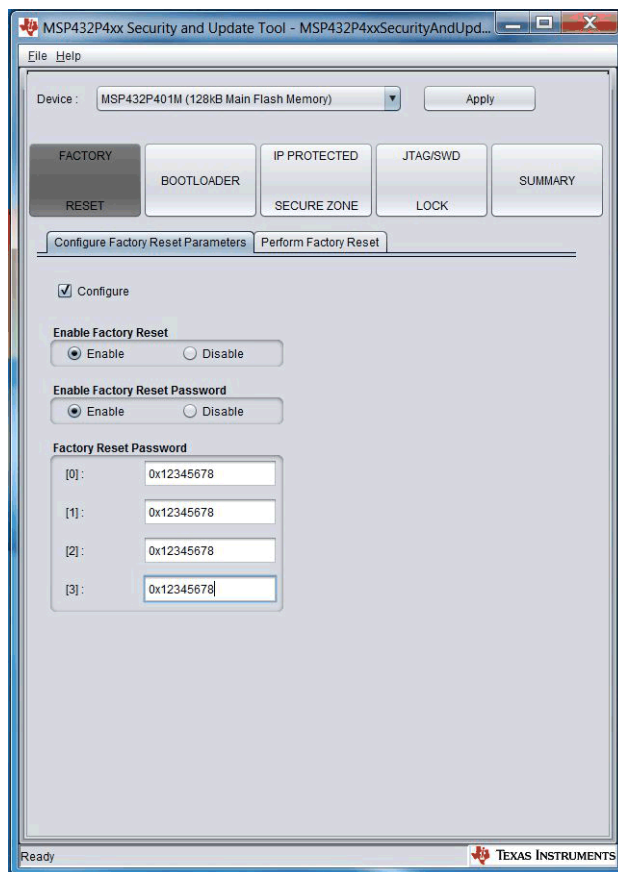 MSP432P4xx Security and Update Tool - MSP432P4xxSecurityAndUpd...
File Help
Device : MSP432P401M (128kB Main Flash Memory) Apply
FACTORY
RESET
BOOTLOADER
IP PROTECTED
SECURE ZONE
JTAG/SWD
LOCK
SUMMARY
Configure Factory Reset Parameters Perform Factory Reset
Configure
Enable Factory Reset
Enable Disable
Enable Factory Reset Password
Enable Disable
Factory Reset Password
[0] : 0x12345678
[1] : 0x12345678
[2] : 0x12345678
[3] : 0x12345678
Ready TEXAS INSTRUMENTS